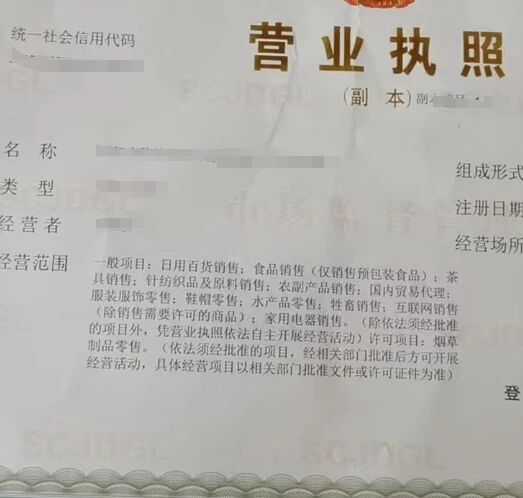 统一社会信用代码
营业执照
(副 本)
名 称
组成形式
类 型
注册日期
经营者
经营场所
经营范围
一般项目：日用百货销售；食品销售（仅销售预包装食品）；茶
具销售；针纺织品及原料销售；农副产品销售；国内贸易代理；
服装服饰零售；鞋帽零售；水产品零售；牲畜销售；互联网销售
（除销售需要许可的商品）；家用电器销售。（除依法须经批准
的项目外，凭营业执照依法自主开展经营活动）许可项目：烟草
制品零售。（依法须经批准的项目，经相关部门批准后方可开展
经营活动，具体经营项目以相关部门批准文件或许可证件为准）
登
SCJDGL